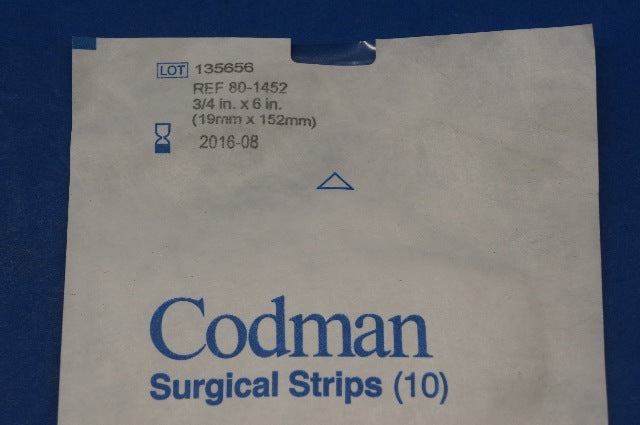 LOT 135656
REF 80-1452
3/4 in. x 6 in.
(19mm x 152mm)
2016-08
Codman
Surgical Strips (10)